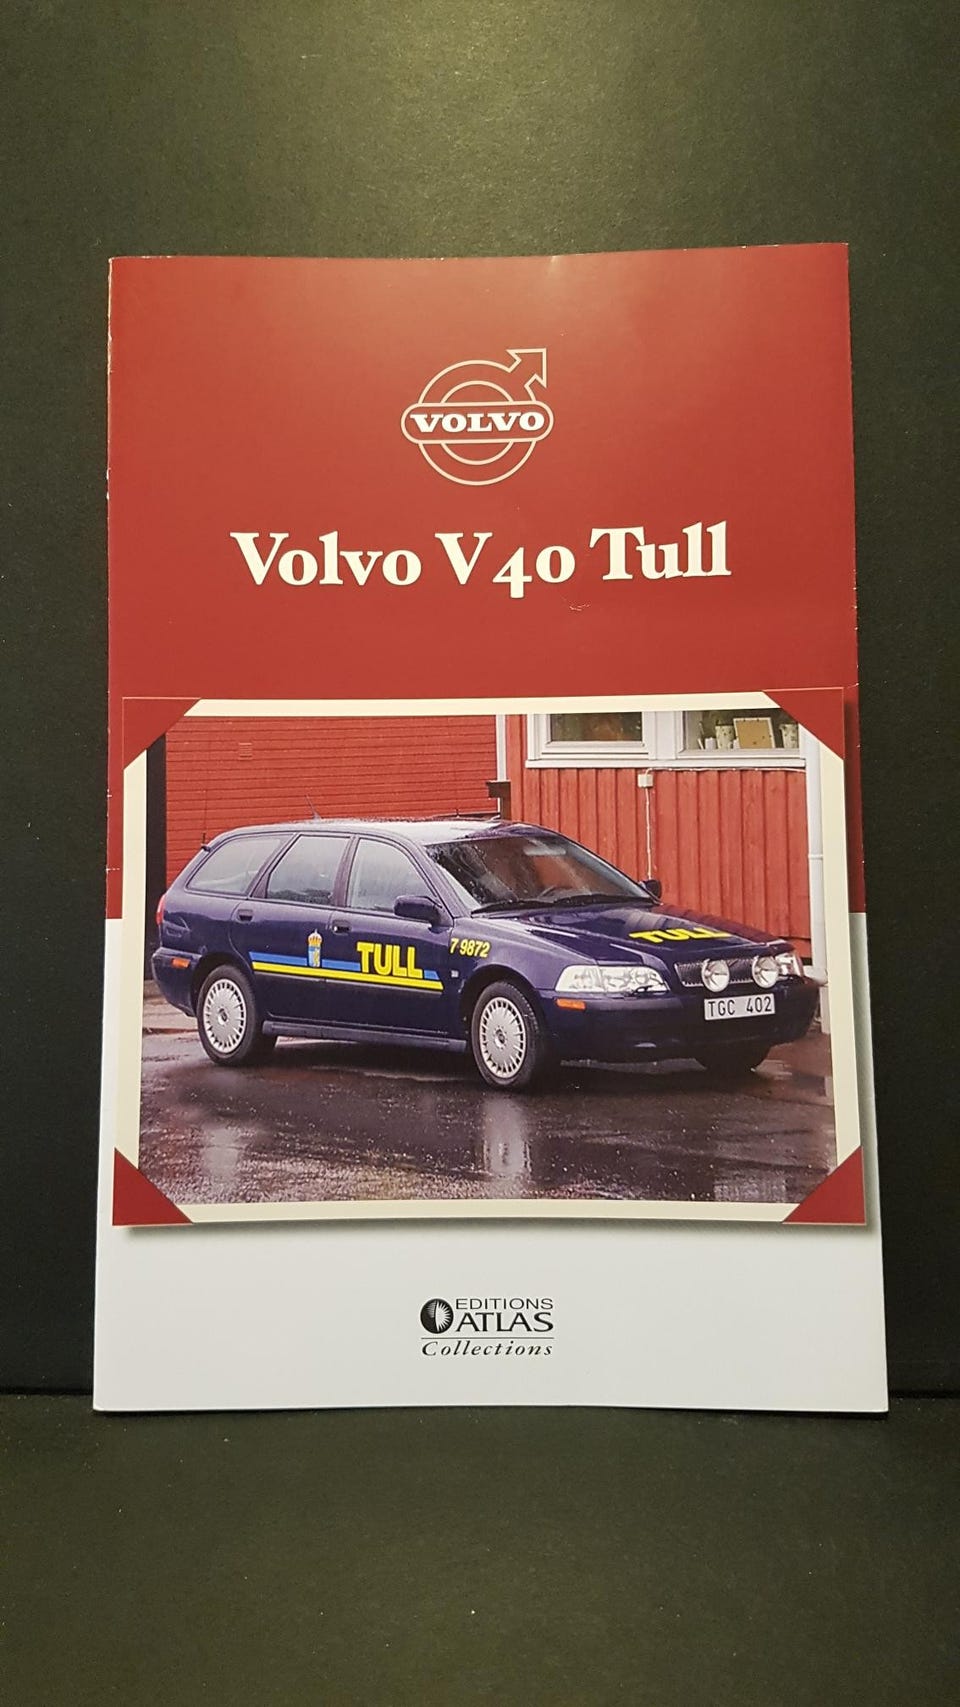 VOLVO
Volvo V40 Tull
TULL
7-9872
TULL
TGC 402
EDITIONS
ATLAS
Collections